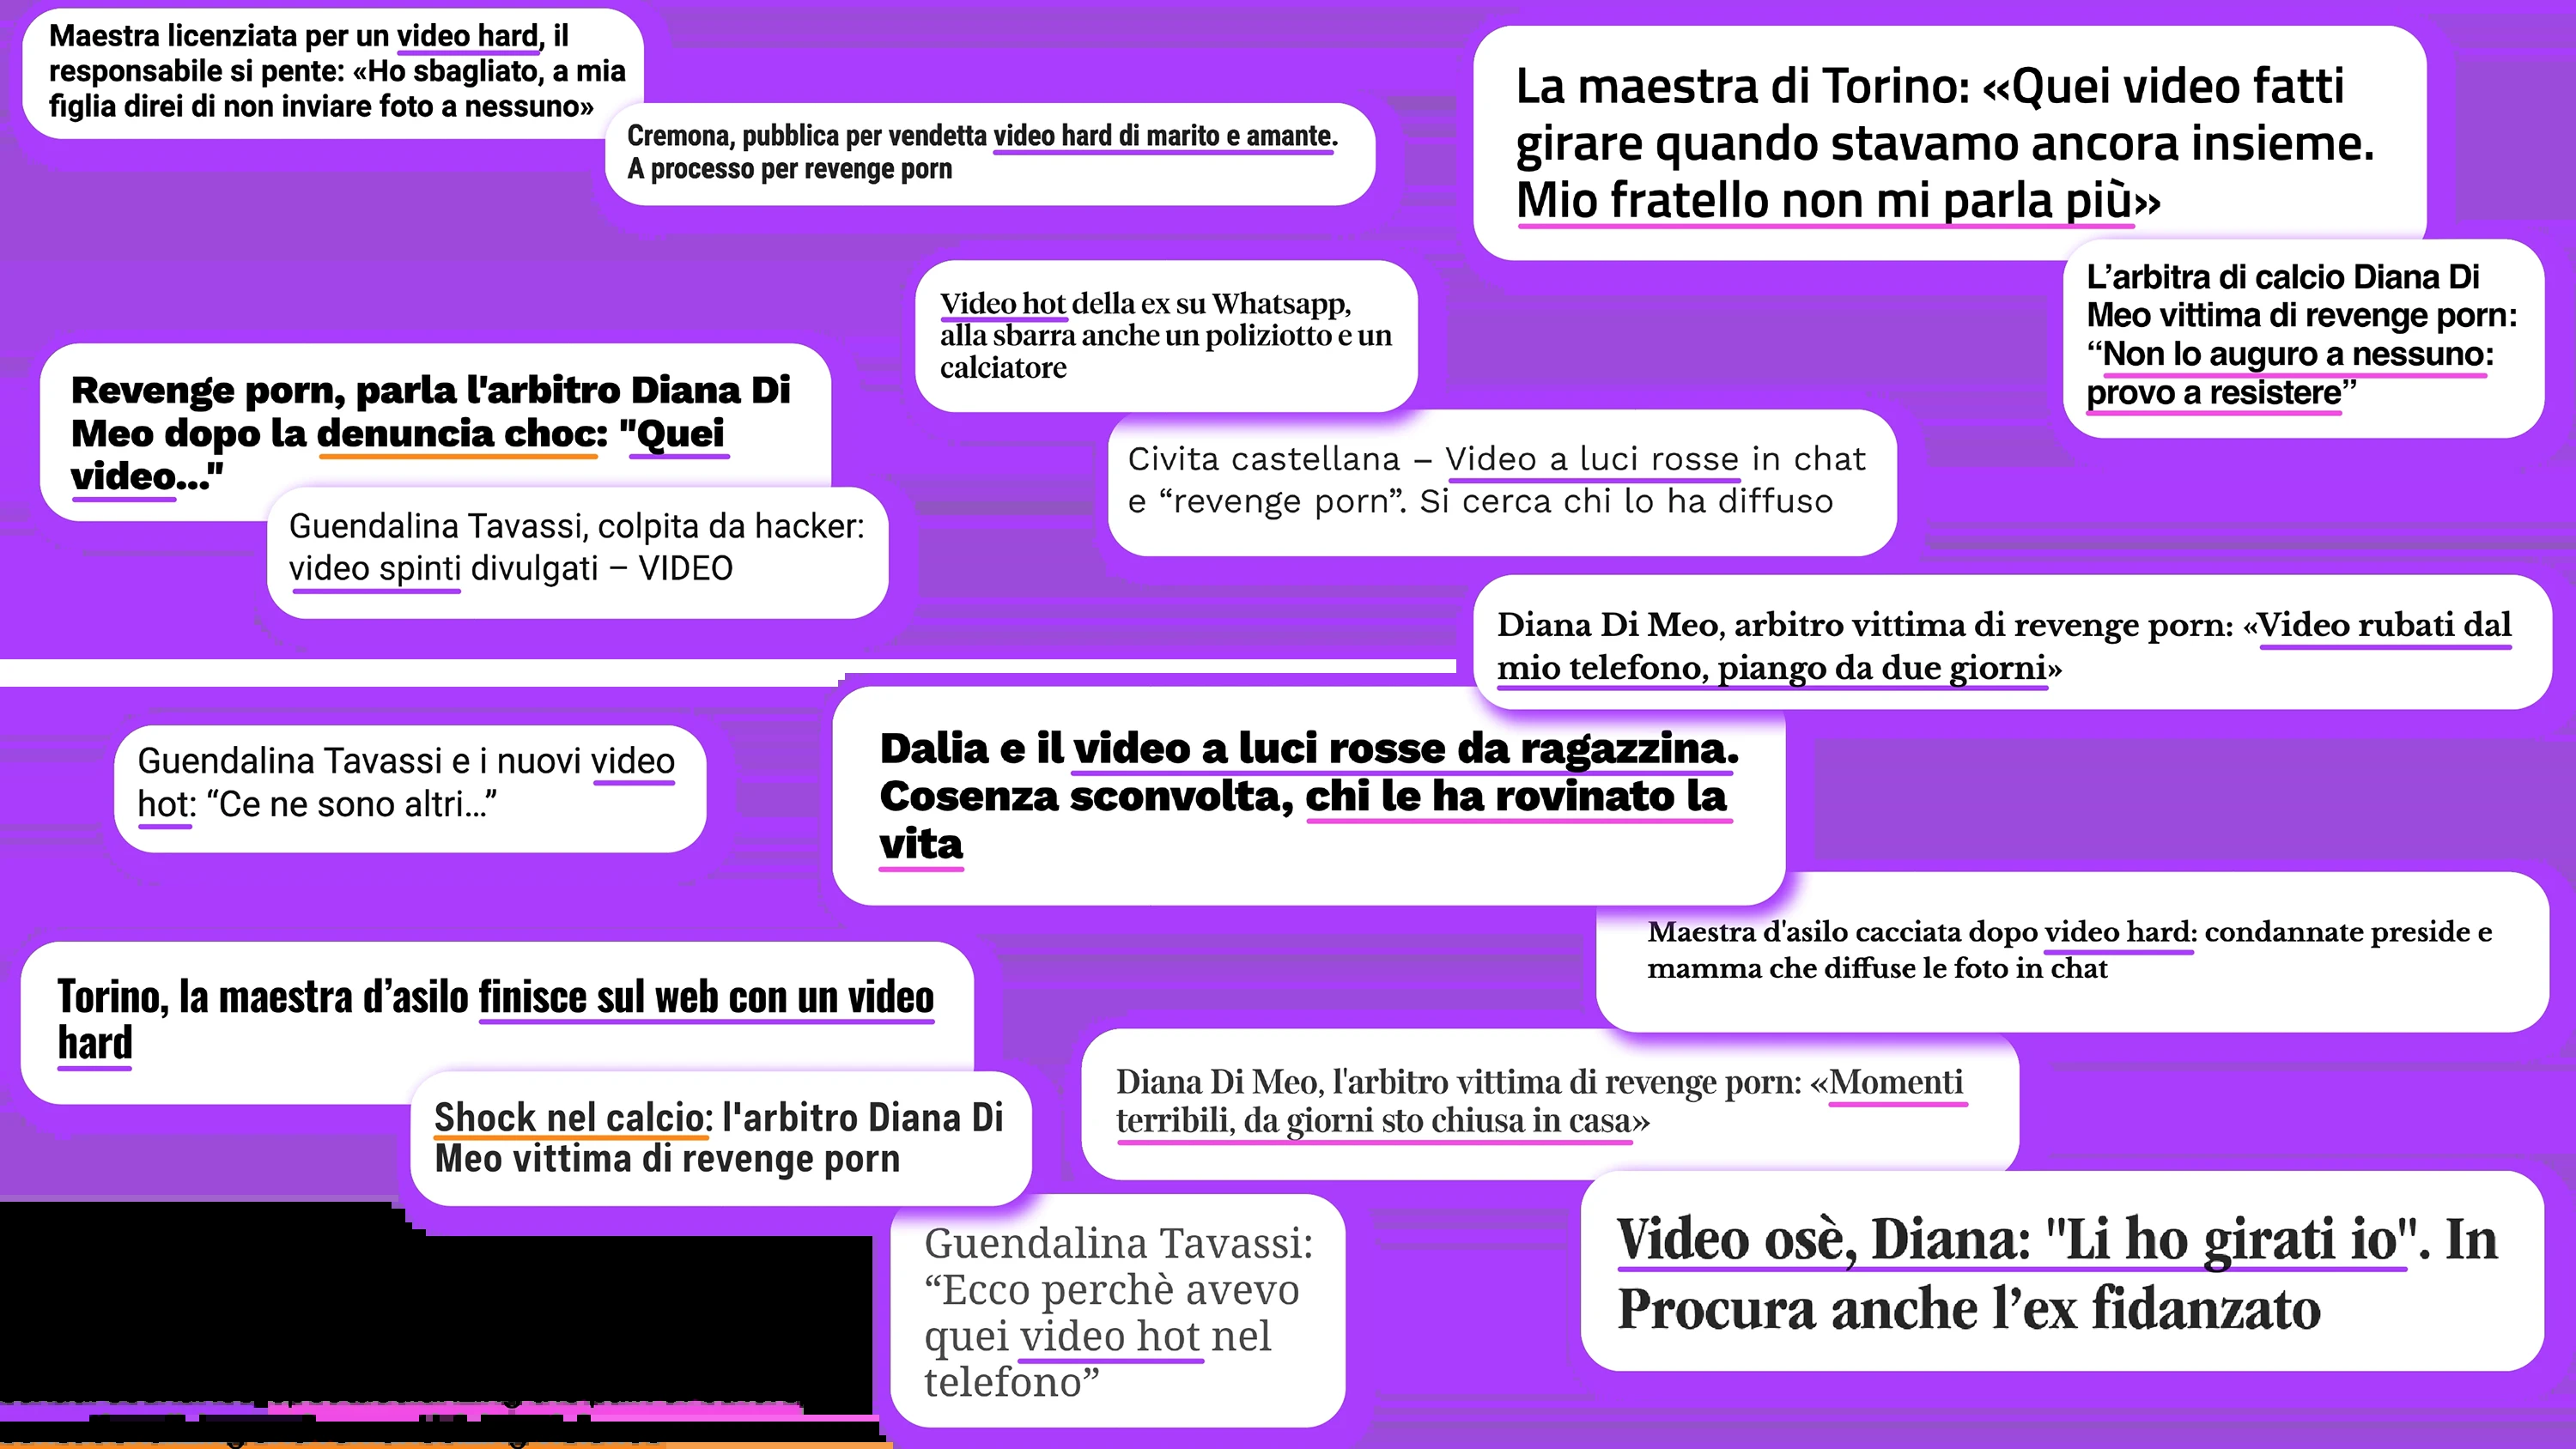 Maestra licenziata per un video hard, il
responsabile si pente: «Ho sbagliato, a mia
figlia direi di non inviare foto a nessuno»
Cremona, pubblica per vendetta video hard di marito e amante.
A processo per revenge porn
La maestra di Torino: «Quei video fatti
girare quando stavamo ancora insieme.
Mio fratello non mi parla più»
L’arbitra di calcio Diana Di
Meo vittima di revenge porn:
“Non lo auguro a nessuno:
provo a resistere”
Video hot della ex su Whatsapp,
alla sbarra anche un poliziotto e un
calciatore
Revenge porn, parla l'arbitro Diana Di
Meo dopo la denuncia choc: "Quei
video..."
Guendalina Tavassi, colpita da hacker:
video spinti divulgati – VIDEO
Civita castellana – Video a luci rosse in chat
e “revenge porn”. Si cerca chi lo ha diffuso
Diana Di Meo, arbitro vittima di revenge porn: «Video rubati dal
mio telefono, piango da due giorni»
Guendalina Tavassi e i nuovi video
hot: “Ce ne sono altri…”
Dalia e il video a luci rosse da ragazzina.
Cosenza sconvolta, chi le ha rovinato la
vita
Maestra d'asilo cacciata dopo video hard: condannate preside e
mamma che diffuse le foto in chat
Torino, la maestra d’asilo finisce sul web con un video
hard
Shock nel calcio: l'arbitro Diana Di
Meo vittima di revenge porn
Diana Di Meo, l'arbitro vittima di revenge porn: «Momenti
terribili, da giorni sto chiusa in casa»
Guendalina Tavassi:
“Ecco perchè avevo
quei video hot nel
telefono”
Video osè, Diana: "Li ho girati io". In
Procura anche l’ex fidanzato